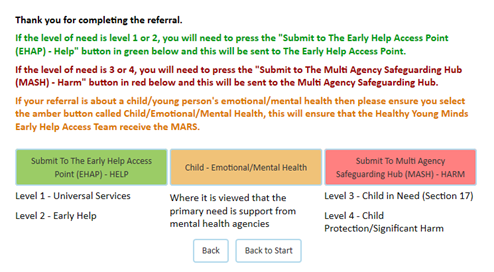 Thank you for completing the referral.
If the level of need is level 1 or 2, you will need to press the "Submit to The Early Help Access Point
(EHAP) - Help" button in green below and this will be sent to The Early Help Access Point.
If the level of need is 3 or 4, you will need to press the "Submit to The Multi Agency Safeguarding Hub
(MASH) - Harm" button in red below and this will be sent to the Multi Agency Safeguarding Hub.
If your referral is about a child/young person's emotional/mental health then please ensure you select
the amber button called Child/Emotional/Mental Health, this will ensure that the Healthy Young Minds
Early Help Access Team receive the MARS.
Submit To The Early Help Access
Point (EHAP) - HELP
Child - Emotional/Mental Health
Submit To Multi Agency
Safeguarding Hub (MASH) - HARM
Level 1 - Universal Services
Level 2 - Early Help
Where it is viewed that the
primary need is support from
mental health agencies
Level 3 - Child in Need (Section 17)
Level 4 - Child
Protection/Significant Harm
Back
Back to Start